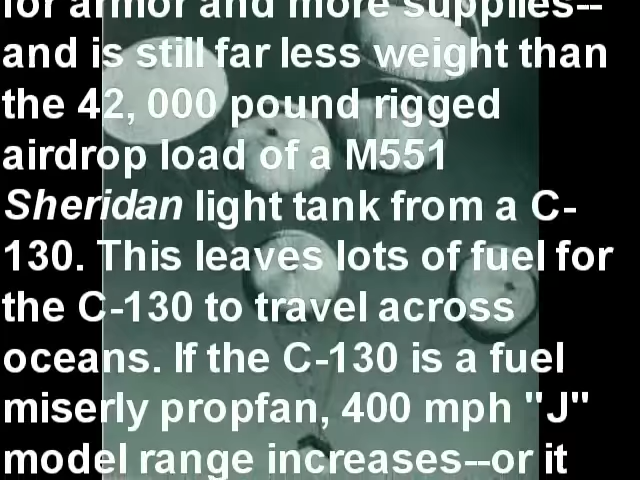 for armor and more supplies--
and is still far less weight than
the 42, 000 pound rigged
airdrop load of a M551
Sheridan light tank from a C-
130. This leaves lots of fuel for
the C-130 to travel across
oceans. If the C-130 is a fuel
miserly propfan, 400 mph "J"
model range increases--or it